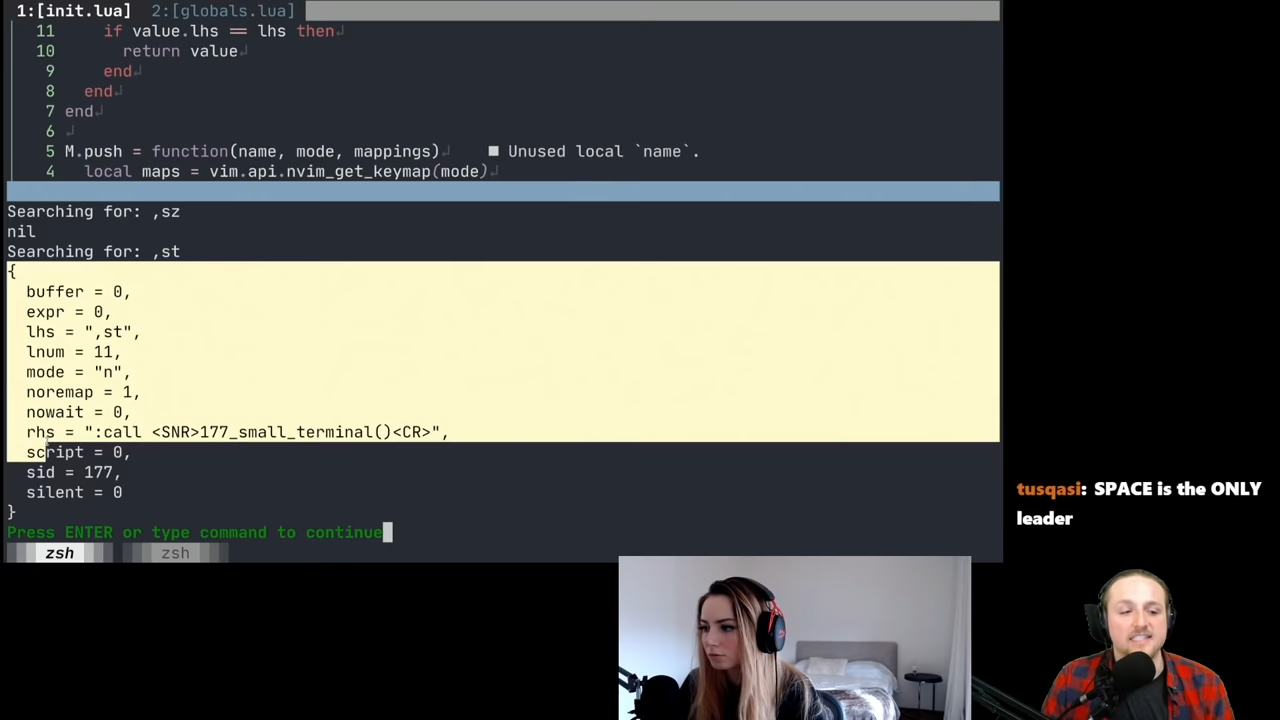 1:[init.lua] 2:[globals.lua]
11 if value.lhs == lhs then
10 return value
9 end
8 end
7 end
6
5 M.push = function(name, mode, mappings) ■ Unused local `name`.
4 local maps = vim.api.nvim_get_keymap(mode)
Searching for: ,sz
nil
Searching for: ,st
{
buffer = 0,
expr = 0,
lhs = ",st",
lnum = 11,
mode = "n",
noremap = 1,
nowait = 0,
rhs = ":call <SNR>177_small_terminal()<CR>",
script = 0,
sid = 177,
silent = 0
}
Press ENTER or type command to continue
zsh zsh
tusqasi: SPACE is the ONLY
leader